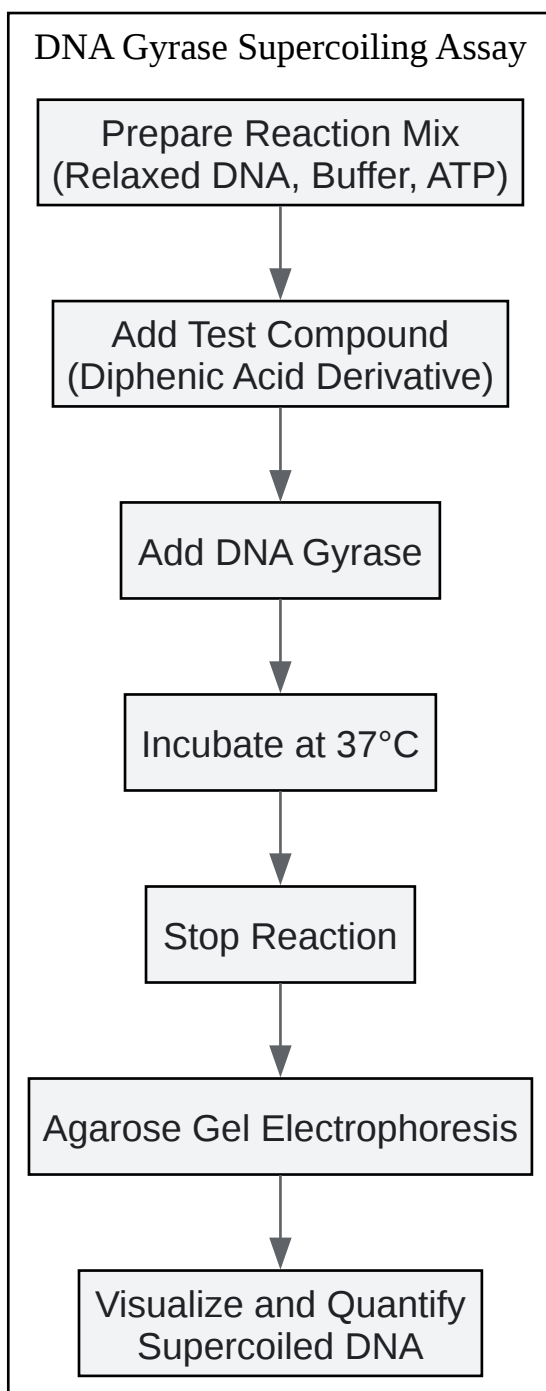 DNA Gyrase Supercoiling Assay
Prepare Reaction Mix
(Relaxed DNA, Buffer, ATP)
Add Test Compound
(Diphenic Acid Derivative)
Add DNA Gyrase
Incubate at 37°C
Stop Reaction
Agarose Gel Electrophoresis
Visualize and Quantify
Supercoiled DNA